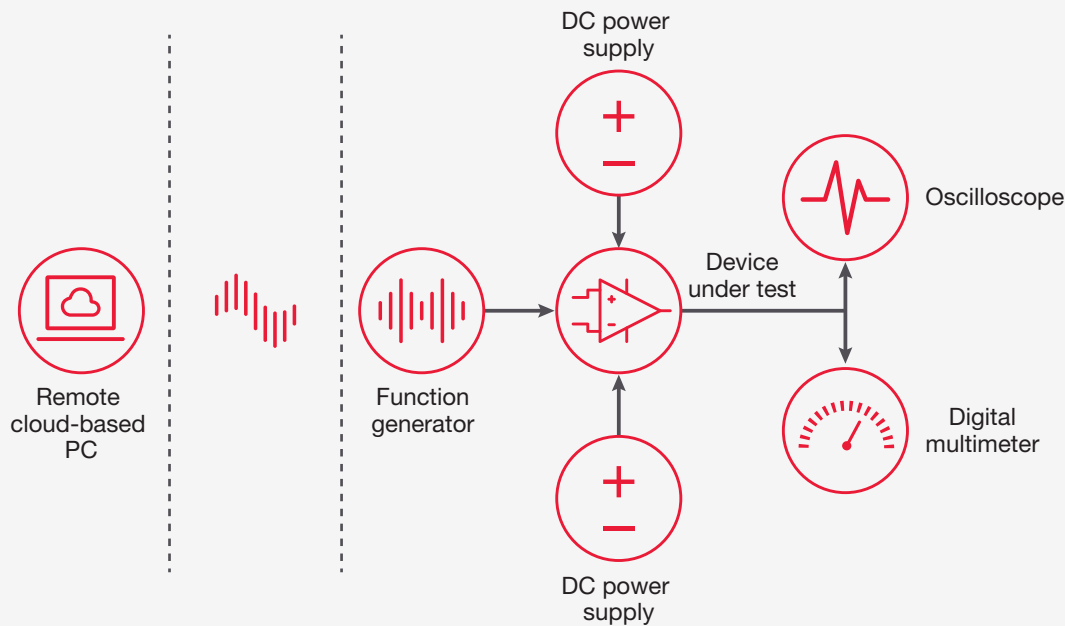 DC power
supply
Oscilloscope
Device
under test
Remote
cloud-based
PC
Function
generator
Digital
multimeter
DC power
supply